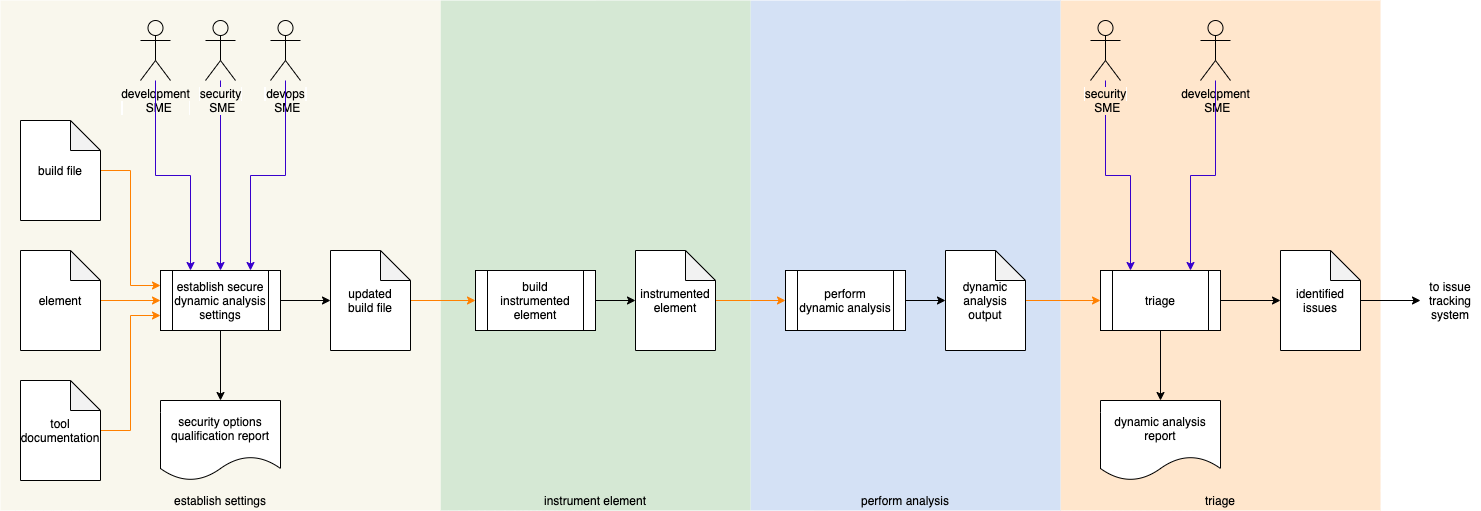 development
SME
security
SME
devops
SME
security
SME
development
SME
build file
element
tool
documentation
establish secure
dynamic analysis
settings
updated
build file
build
instrumented
element
instrumented
element
perform
dynamic analysis
dynamic
analysis
output
triage
identified
issues
to issue
tracking
system
security options
qualification report
dynamic analysis
report
establish settings
instrument element
perform analysis
triage